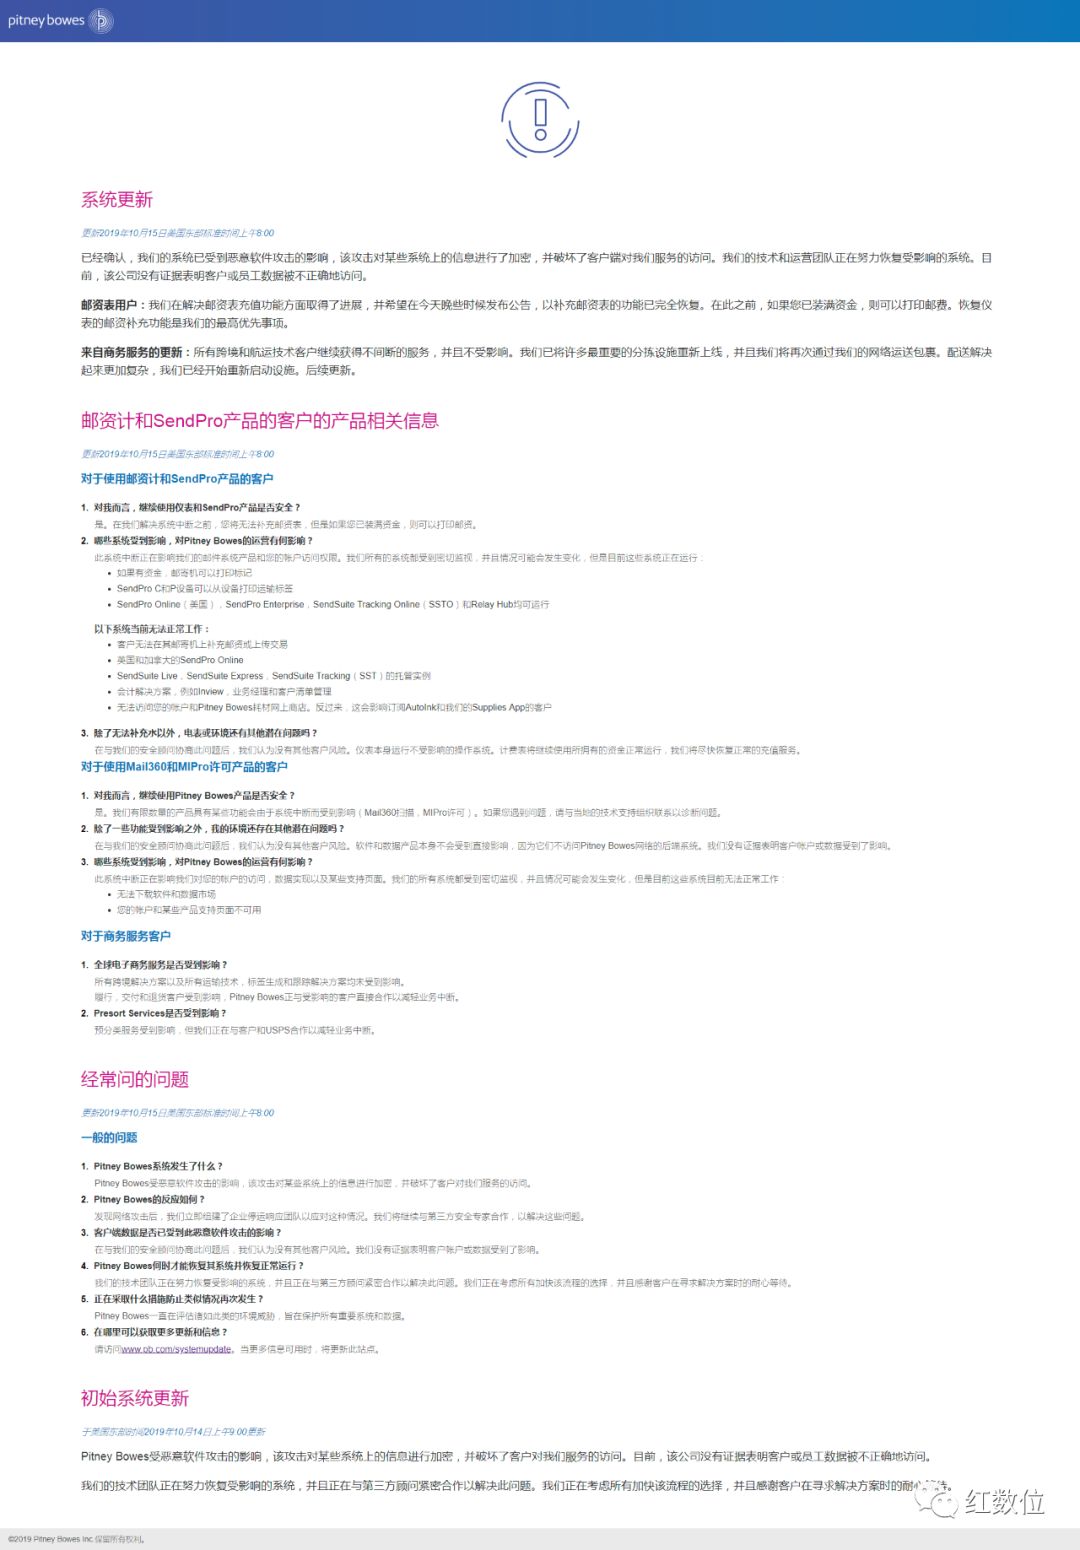 pitney bowes
系统更新
更新2019年10月15日美国东部标准时间上午8:00
已经确认，我们的系统已受到恶意软件攻击的影响，该攻击对某些系统上的信息进行了加密，并破坏了客户端对我们服务的访问。我们的技术和运营团队正在努力恢复受影响的系统。目
前，该公司没有证据表明客户或员工数据被不正确地访问。
邮资表用户：我们在解决邮资表充值功能方面取得了进展，并希望在今天晚些时候发布公告，以补充邮资表的功能已完全恢复。在此之前，如果您已装满资金，则可以打印邮费。恢复仪
表的邮资补充功能是我们的最高优先事项。
来自商务服务的更新：所有跨境和航运技术客户继续获得不间断的服务，并且不受影响。我们已将许多最重要的分拣设施重新上线，并且我们将再次通过我们的网络运送包裹。配送解决
起来更加复杂，我们已经开始重新启动设施。后续更新。
邮资计和SendPro产品的客户的产品相关信息
更新2019年10月15日美国东部标准时间上午8:00
对于使用邮资计和SendPro产品的客户
1. 对我而言，继续使用仪表和SendPro产品是否安全？
是。在我们解决系统中断之前，您将无法补充邮资表，但是如果您已装满资金，则可以打印邮资。
2. 哪些系统受到影响，对Pitney Bowes的运营有何影响？
此系统中断正在影响我们的邮件系统产品和您的帐户访问权限。我们所有的系统都受到密切监视，并且情况可能会发生变化，但是目前这些系统正在运行：
• 如果有资金，邮寄机可以打印标记
• SendPro C和P设备可以从设备打印运输标签
• SendPro Online（美国），SendPro Enterprise，SendSuite Tracking Online（SSTO）和Relay Hub均可运行
以下系统当前无法正常工作：
• 客户无法在其邮寄机上补充邮资或上传交易
• 英国和加拿大的SendPro Online
• SendSuite Live，SendSuite Express，SendSuite Tracking（SST）的托管实例
• 会计解决方案，例如Inview，业务经理和客户清单管理
• 无法访问您的帐户和Pitney Bowes耗材网上商店。反过来，这会影响订阅AutoInk和我们的Supplies App的客户
3. 除了无法补充水以外，电表或环境还有其他潜在问题吗？
在与我们的安全顾问协商此问题后，我们认为没有其他客户风险。仪表本身运行不受影响的操作系统。计费表将继续使用所拥有的资金正常运行，我们将尽快恢复正常的充值服务。
对于使用Mail360和MIPro许可产品的客户
1. 对我而言，继续使用Pitney Bowes产品是否安全？
是。我们有限数量的产品具有某些功能会由于系统中断而受到影响（Mail360扫描，MIPro许可）。如果您遇到问题，请与当地的技术支持组织联系以诊断问题。
2. 除了一些功能受到影响之外，我的环境还存在其他潜在问题吗？
在与我们的安全顾问协商此问题后，我们认为没有其他客户风险。软件和数据产品本身不会受到直接影响，因为它们不访问Pitney Bowes网络的后端系统。我们没有证据表明客户帐户或数据受到了影响。
3. 哪些系统受到影响，对Pitney Bowes的运营有何影响？
此系统中断正在影响我们对您的帐户的访问，数据实现以及某些支持页面。我们的所有系统都受到密切监视，并且情况可能会发生变化，但是目前这些系统目前无法正常工作：
• 无法下载软件和数据市场
• 您的帐户和某些产品支持页面不可用
对于商务服务客户
1. 全球电子商务服务是否受到影响？
所有跨境解决方案以及所有运输技术，标签生成和跟踪解决方案均未受到影响。
履行，交付和退货客户受到影响，Pitney Bowes正与受影响的客户直接合作以减轻业务中断。
2. Presort Services是否受到影响？
预分类服务受到影响，但我们正在与客户和USPS合作以减轻业务中断。
经常问的问题
更新2019年10月15日美国东部标准时间上午8:00
一般的问题
1. Pitney Bowes系统发生了什么？
Pitney Bowes受恶意软件攻击的影响，该攻击对某些系统上的信息进行加密，并破坏了客户对我们服务的访问。
2. Pitney Bowes的反应如何？
发现网络攻击后，我们立即组建了企业停运响应团队以应对这种情况。我们将继续与第三方安全专家合作，以解决这些问题。
3. 客户端数据是否已受到此恶意软件攻击的影响？
在与我们的安全顾问协商此问题后，我们认为没有其他客户风险。我们没有证据表明客户帐户或数据受到了影响。
4. Pitney Bowes何时才能恢复其系统并恢复正常运行？
我们的技术团队正在努力恢复受影响的系统，并且正在与第三方顾问紧密合作以解决此问题。我们正在考虑所有加快该流程的选择，并且感谢客户在寻求解决方案时的耐心等待。
5. 正在采取什么措施防止类似情况再次发生？
Pitney Bowes一直在评估诸如此类的环境威胁，旨在保护所有重要系统和数据。
6. 在哪里可以获取更多更新和信息？
请访问www.pb.com/systemupdate。当更多信息可用时，将更新此站点。
初始系统更新
于美国东部时间2019年10月14日上午9:00更新
Pitney Bowes受恶意软件攻击的影响，该攻击对某些系统上的信息进行加密，并破坏了客户对我们服务的访问。目前，该公司没有证据表明客户或员工数据被不正确地访问。
我们的技术团队正在努力恢复受影响的系统，并且正在与第三方顾问紧密合作以解决此问题。我们正在考虑所有加快该流程的选择，并且感谢客户在寻求解决方案时的耐心等待。
红数位
©2019 Pitney Bowes Inc.保留所有权利。